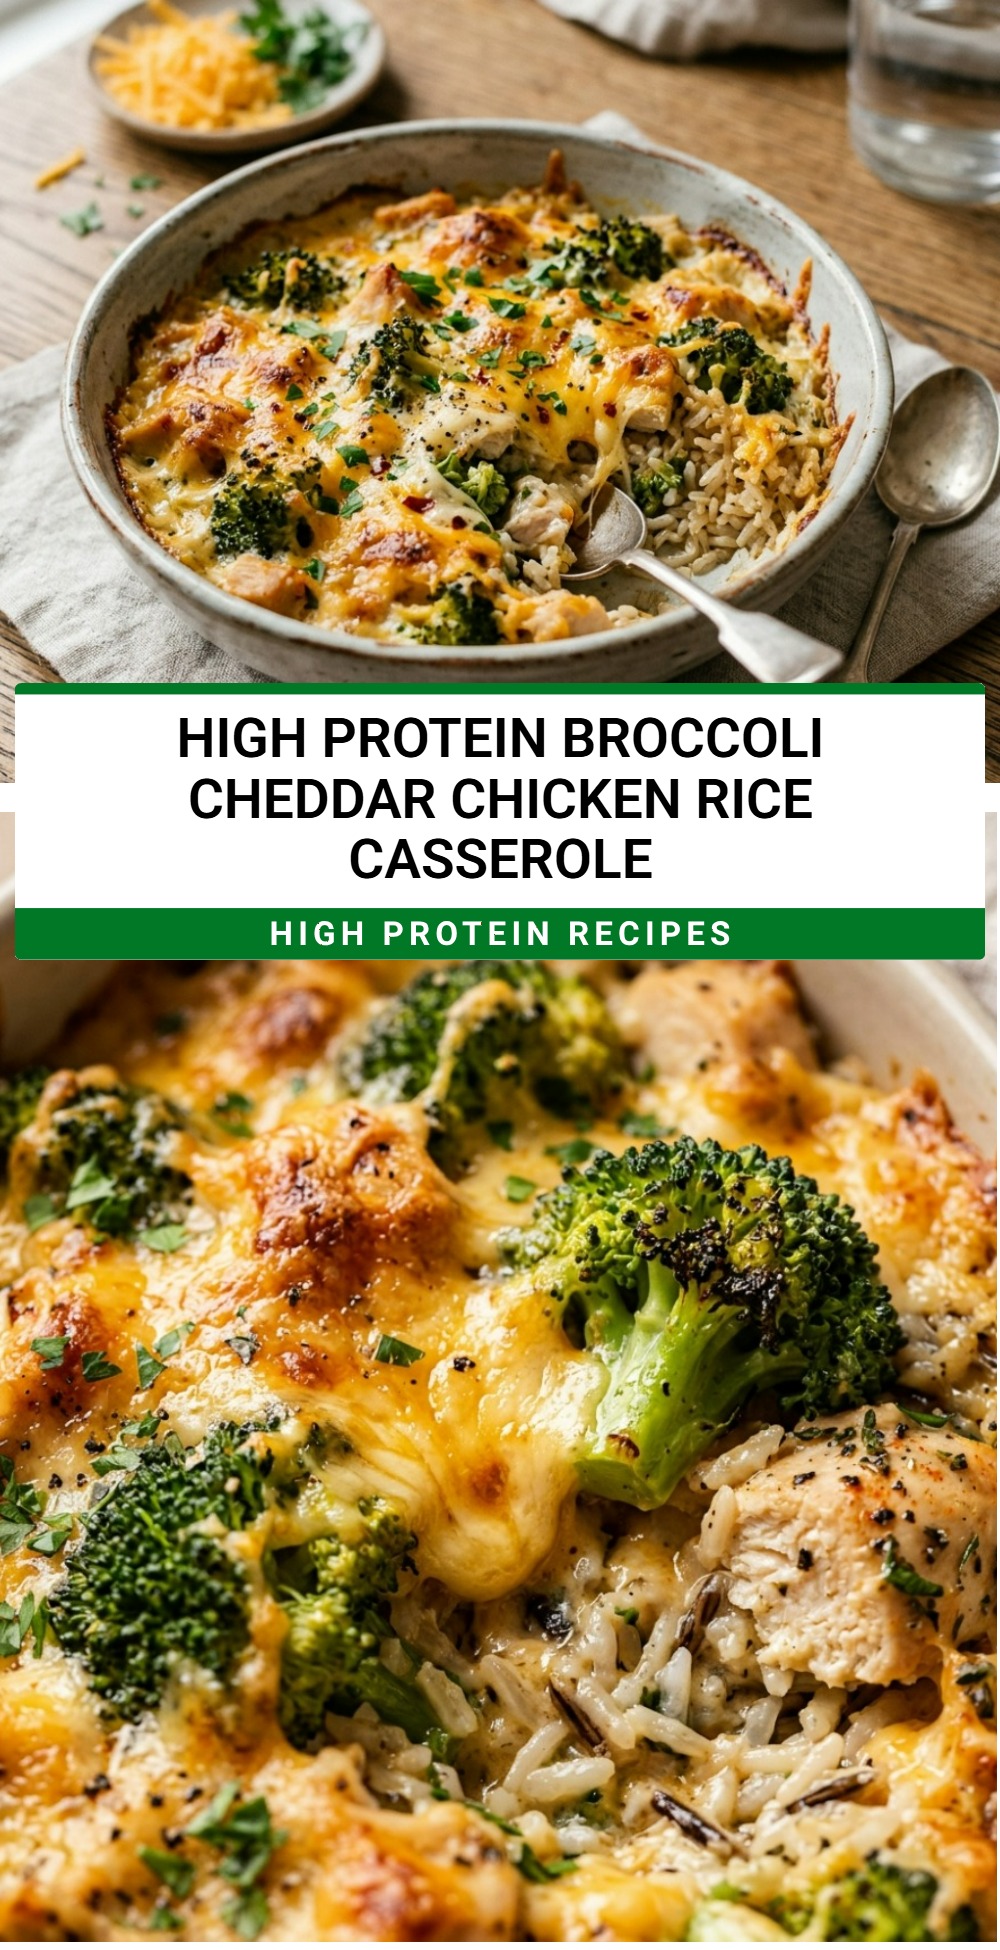 HIGH PROTEIN BROCCOLI
CHEDDAR CHICKEN RICE
CASSEROLE
HIGH PROTEIN RECIPES